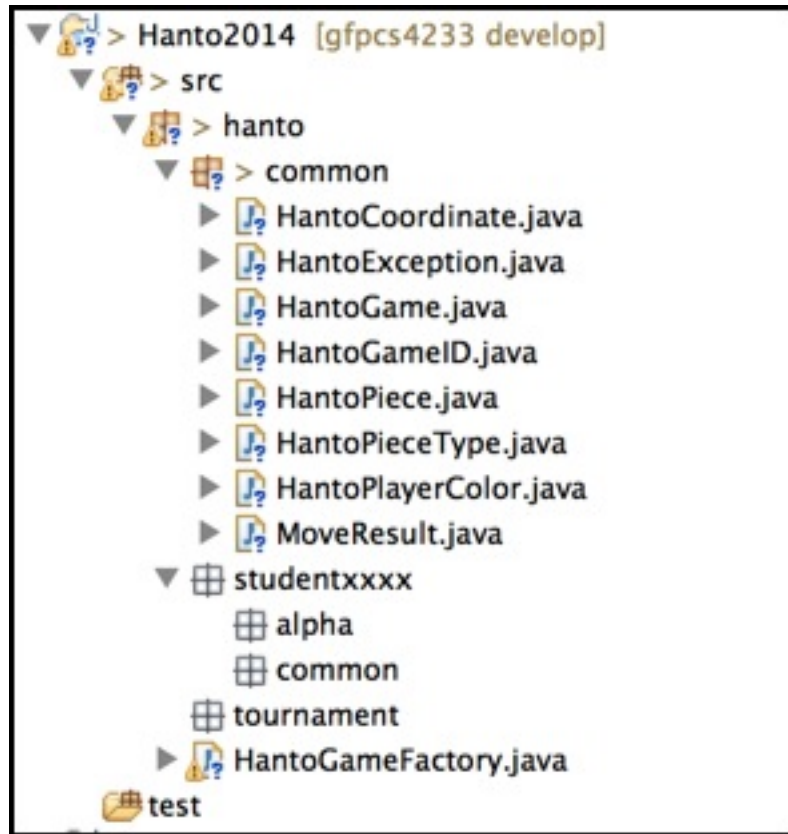 > Hanto2014 [gfpcs4233 develop]
> src
> hanto
> common
HantoCoordinate.java
HantoException.java
HantoGame.java
HantoGameID.java
HantoPiece.java
HantoPieceType.java
HantoPlayerColor.java
MoveResult.java
studentxxxx
alpha
common
tournament
HantoGameFactory.java
test